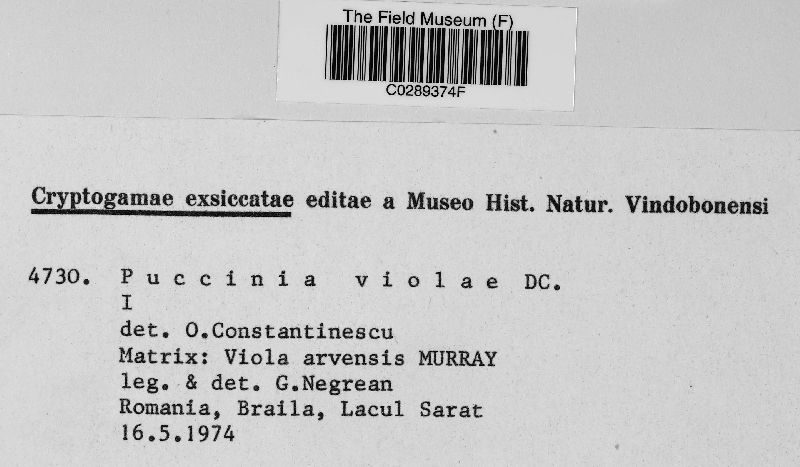 The Field Museum (F)
C0289374F
Cryptogamae exsiccatae editae a Museo Hist. Natur. Vindobonensi
4730. Puccinia violae DC.
I
det. O.Constantinescu
Matrix: Viola arvensis MURRAY
leg. & det. G.Negrean
Romania, Braila, Lacul Sarat
16.5.1974